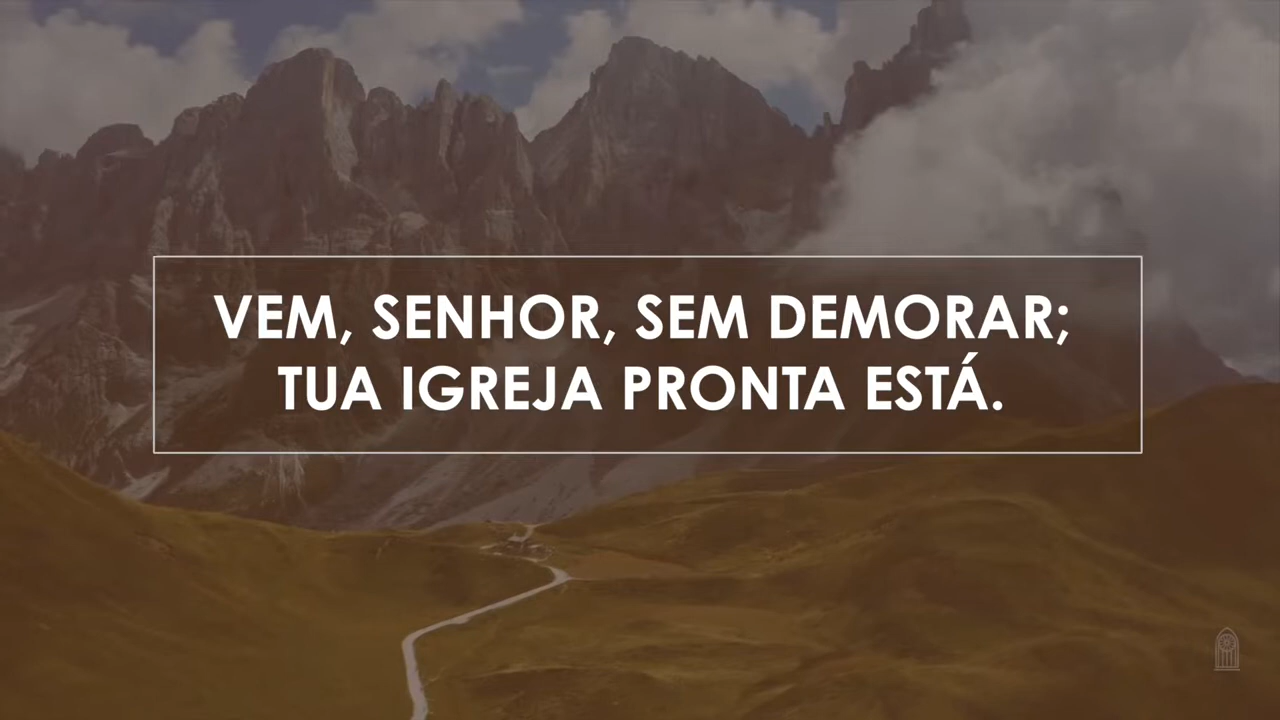 VEM, SENHOR, SEM DEMORAR;
TUA IGREJA PRONTA ESTÁ.